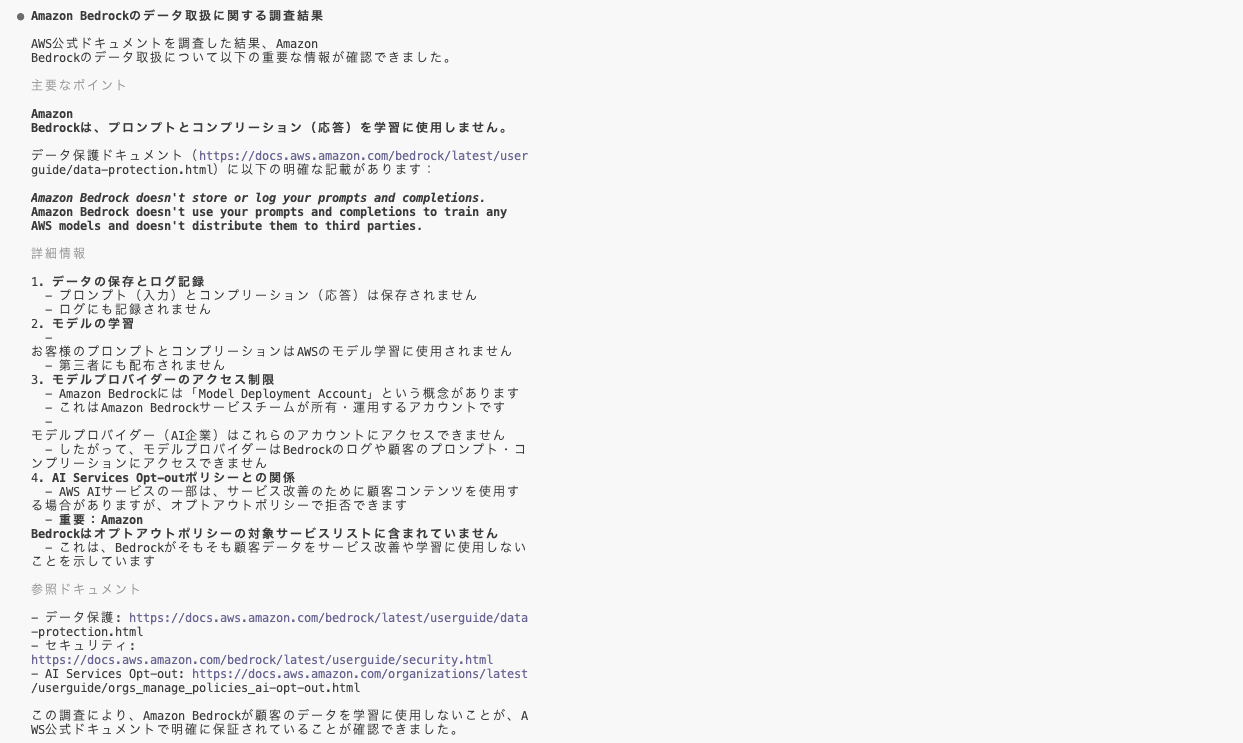 ● Amazon Bedrockのデータ取扱に関する調査結果
AWS公式ドキュメントを調査した結果、Amazon
Bedrockのデータ取扱について以下の重要な情報が確認できました。
主要なポイント
Amazon
Bedrockは、プロンプトとコンプリーション（応答）を学習に使用しません。
データ保護ドキュメント（https://docs.aws.amazon.com/bedrock/latest/user
guide/data-protection.html）に以下の明確な記載があります：
Amazon Bedrock doesn't store or log your prompts and completions.
Amazon Bedrock doesn't use your prompts and completions to train any
AWS models and doesn't distribute them to third parties.
詳細情報
1. データの保存とログ記録
- プロンプト（入力）とコンプリーション（応答）は保存されません
- ログにも記録されません
2. モデルの学習
-
お客様のプロンプトとコンプリーションはAWSのモデル学習に使用されません
- 第三者にも配布されません
3. モデルプロバイダーのアクセス制限
- Amazon Bedrockには「Model Deployment Account」という概念があります
- これはAmazon Bedrockサービスチームが所有・運用するアカウントです
-
モデルプロバイダー（AI企業）はこれらのアカウントにアクセスできません
- したがって、モデルプロバイダーはBedrockのログや顧客のプロンプト・コ
ンプリーションにアクセスできません
4. AI Services Opt-outポリシーとの関係
- AWS AIサービスの一部は、サービス改善のために顧客コンテンツを使用す
る場合がありますが、オプトアウトポリシーで拒否できます
- 重要：Amazon
Bedrockはオプトアウトポリシーの対象サービスリストに含まれていません
- これは、Bedrockがそもそも顧客データをサービス改善や学習に使用しない
ことを示しています
参照ドキュメント
- データ保護: https://docs.aws.amazon.com/bedrock/latest/userguide/data
-protection.html
- セキュリティ:
https://docs.aws.amazon.com/bedrock/latest/userguide/security.html
- AI Services Opt-out: https://docs.aws.amazon.com/organizations/latest
/userguide/orgs_manage_policies_ai-opt-out.html
この調査により、Amazon Bedrockが顧客のデータを学習に使用しないことが、A
WS公式ドキュメントで明確に保証されていることが確認できました。